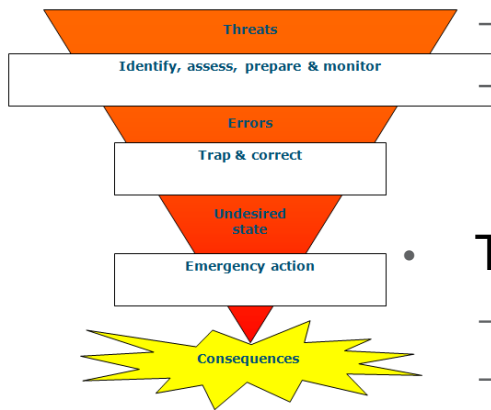 Threats
Identify, assess, prepare & monitor
Errors
Trap & correct
Undesired
state
Emergency action
T
Consequences